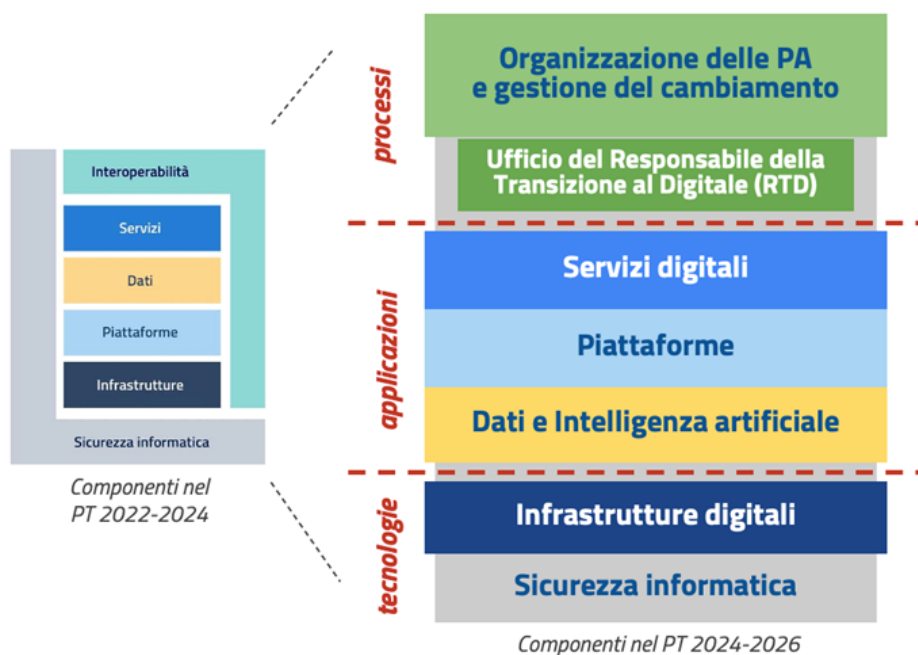 Interoperabilità
Servizi
Dati
Piattaforme
Infrastrutture
Sicurezza informatica
Componenti nel
PT 2022-2024
processi
Organizzazione delle PA
e gestione del cambiamento
Ufficio del Responsabile della
Transizione al Digitale (RTD)
applicazioni
Servizi digitali
Piattaforme
Dati e Intelligenza artificiale
tecnologie
Infrastrutture digitali
Sicurezza informatica
Componenti nel PT 2024-2026